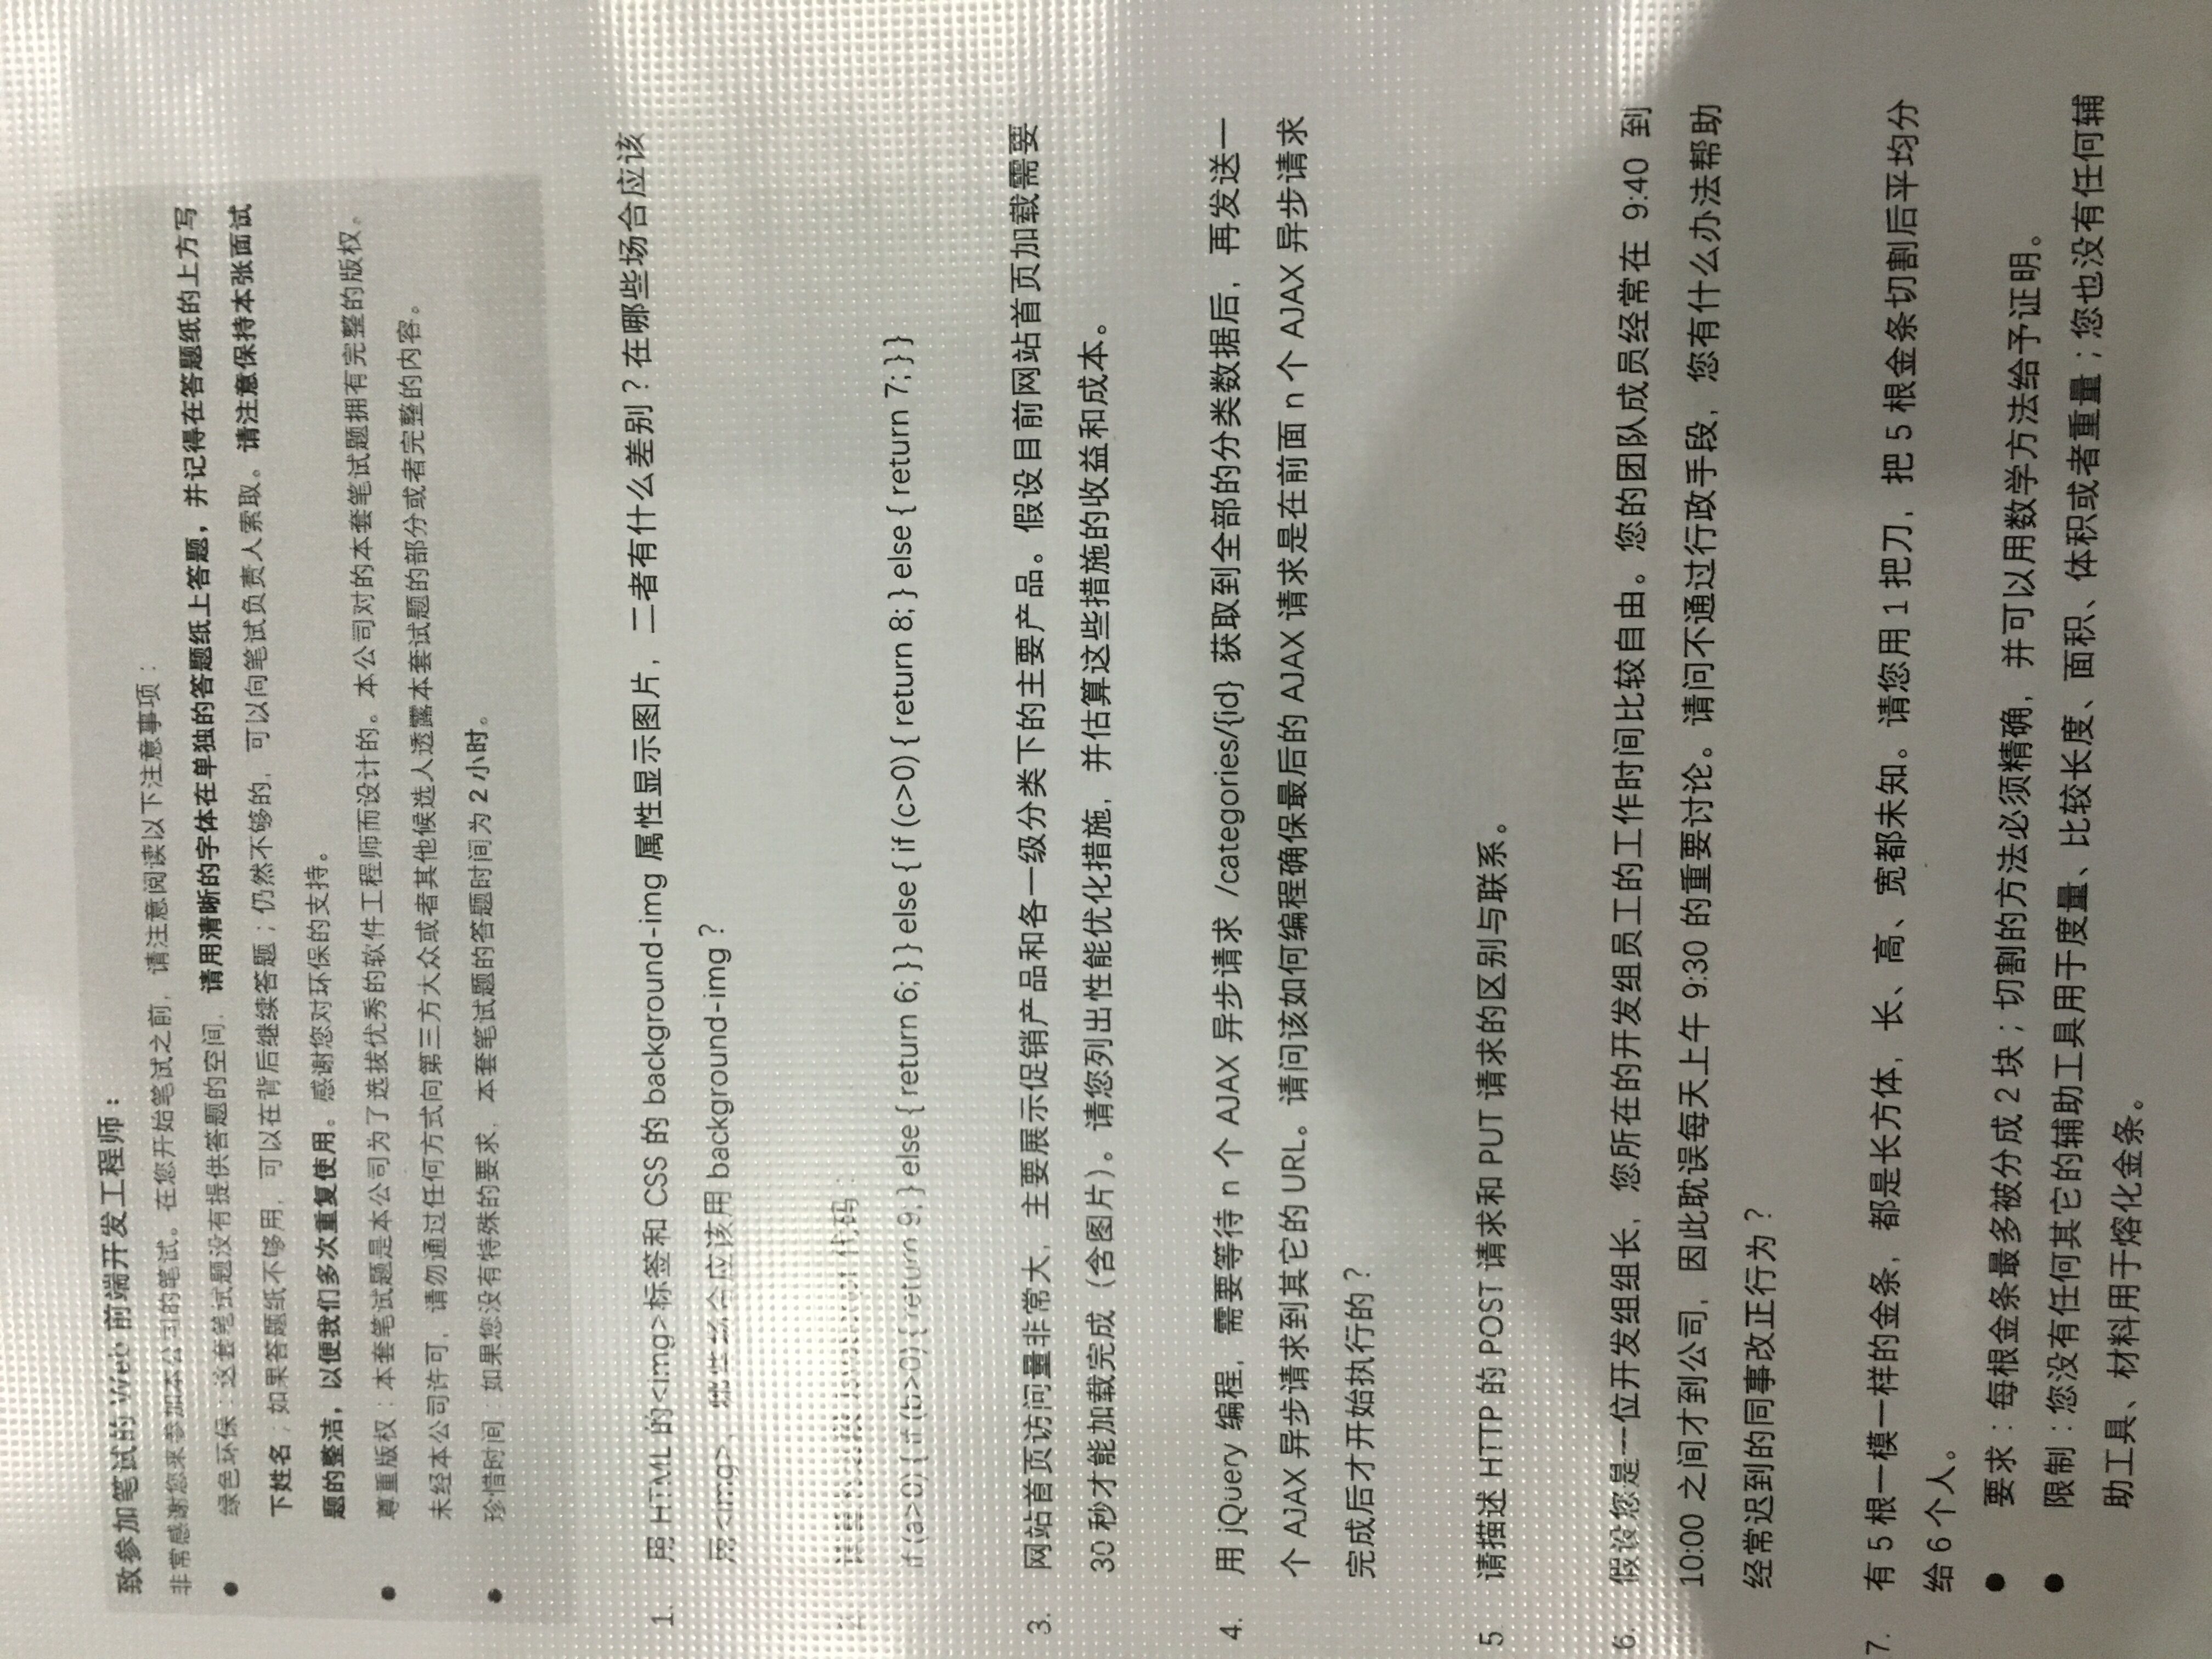 致参加笔试的 Web 前端开发工程师：
非常感谢您来参加本公司的笔试。在您开始笔试之前，请注意阅读以下注意事项：
● 绿色环保：这套笔试题没有提供答题的空间，请用清晰的字体在单独的答题纸上答题，并记得在答题纸的上方写
下姓名；如果答题纸不够用，可以在背后继续答题；仍然不够的，可以向笔试负责人索取。请注意保持本张面试
题的整洁，以便我们多次重复使用。感谢您对环保的支持。
● 尊重版权：本套笔试题是本公司为了选拔优秀的软件工程师而设计的。本公司对的本套笔试题拥有完整的版权。
未经本公司许可，请勿通过任何方式向第三方大众或者其他候选人透露本套试题的部分或者完整的内容。
● 珍惜时间：如果您没有特殊的要求，本套笔试题的答题时间为 2 小时。
1. 用 HTML 的<img>标签和 CSS 的 background-img 属性显示图片，二者有什么差别？在哪些场合应该
用<img>、哪些场合应该用 background-img？
2. 代码：
if (a>0) { if (b>0) { return 9; } else { return 6; } } else { if (c>0) { return 8; } else { return 7; } }
3. 网站首页访问量非常大，主要展示促销产品和各一级分类下的主要产品。假设目前网站首页加载需要
30 秒才能加载完成（含图片）。请您列出性能优化措施，并估算这些措施的收益和成本。
4. 用 jQuery 编程，需要等待 n 个 AJAX 异步请求 /categories/{id} 获取到全部的分类数据后，再发送一
个 AJAX 异步请求到其它的 URL。请问该如何编程确保最后的 AJAX 请求是在前面 n 个 AJAX 异步请求
完成后才开始执行的？
5 请描述 HTTP 的 POST 请求和 PUT 请求的区别与联系。
6. 假设您是一位开发组组长，您所在的开发组员工的工作时间比较自由。您的团队成员经常在 9:40 到
10:00 之间才到公司，因此耽误每天上午 9:30 的重要讨论。请问不通过行政手段，您有什么办法帮助
经常迟到的同事改正行为？
7. 有 5 根一模一样的金条，都是长方体，长、高、宽都未知。请您用 1 把刀，把 5 根金条切割后平均分
给 6 个人。
● 要求：每根金条最多被分成 2 块；切割的方法必须精确，并可以用数学方法给予证明。
● 限制：您没有任何其它的辅助工具用于度量、比较长度、面积、体积或者重量；您也没有任何辅
助工具、材料用于熔化金条。